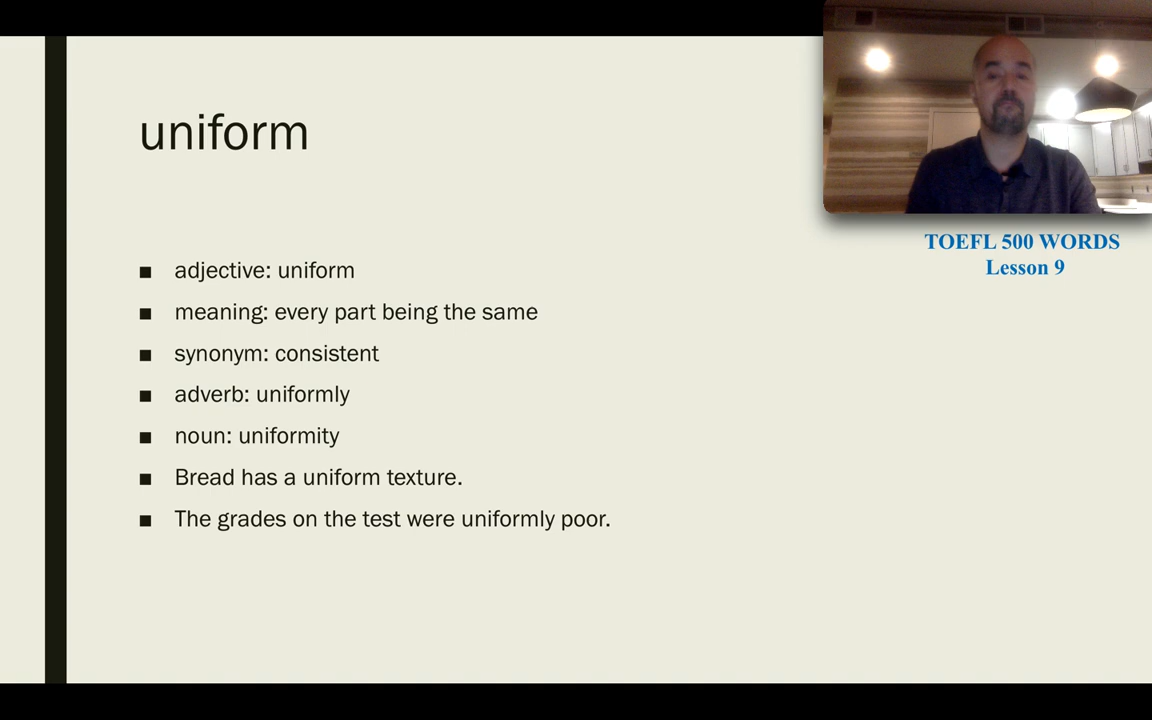 uniform
adjective: uniform
meaning: every part being the same
synonym: consistent
adverb: uniformly
noun: uniformity
Bread has a uniform texture.
The grades on the test were uniformly poor.
TOEFL 500 WORDS
Lesson 9